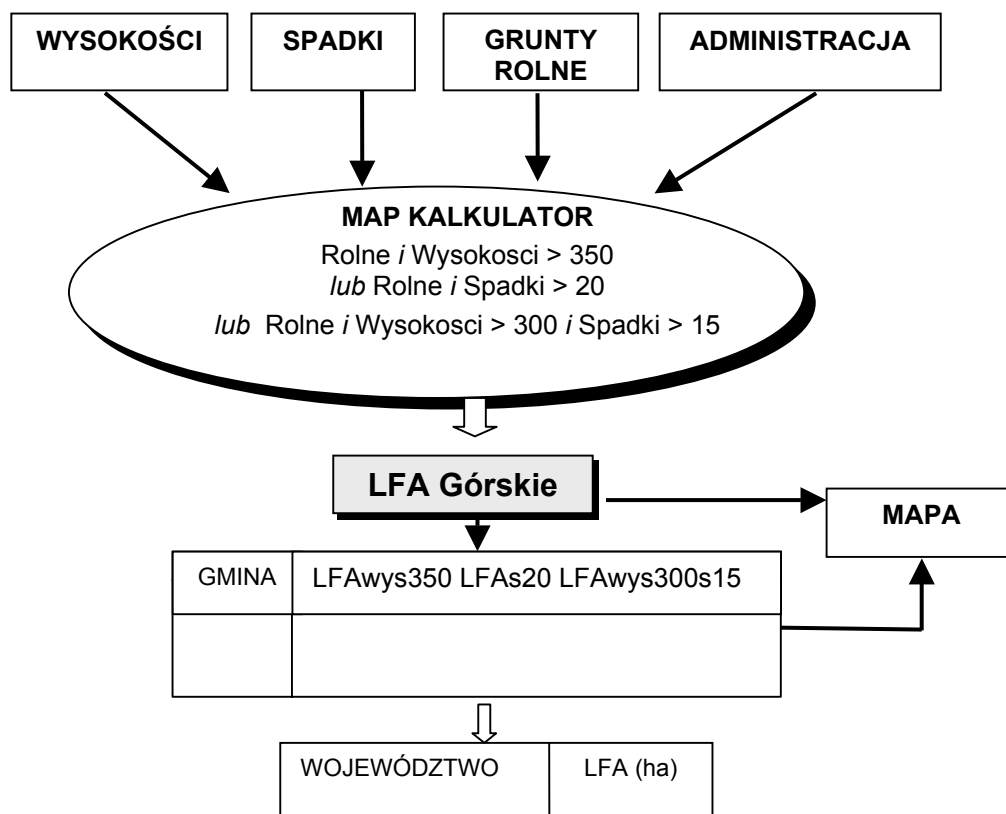 WYSOKOŚCI
SPADKI
GRUNTY
ROLNE
ADMINISTRACJA
MAP KALKULATOR
Rolne i Wysokosci > 350
lub Rolne i Spadki > 20
lub Rolne i Wysokosci > 300 i Spadki > 15
LFA Górskie
MAPA
GMINA
LFAwys350 LFAs20 LFAwys300s15
WOJEWÓDZTWO
LFA (ha)